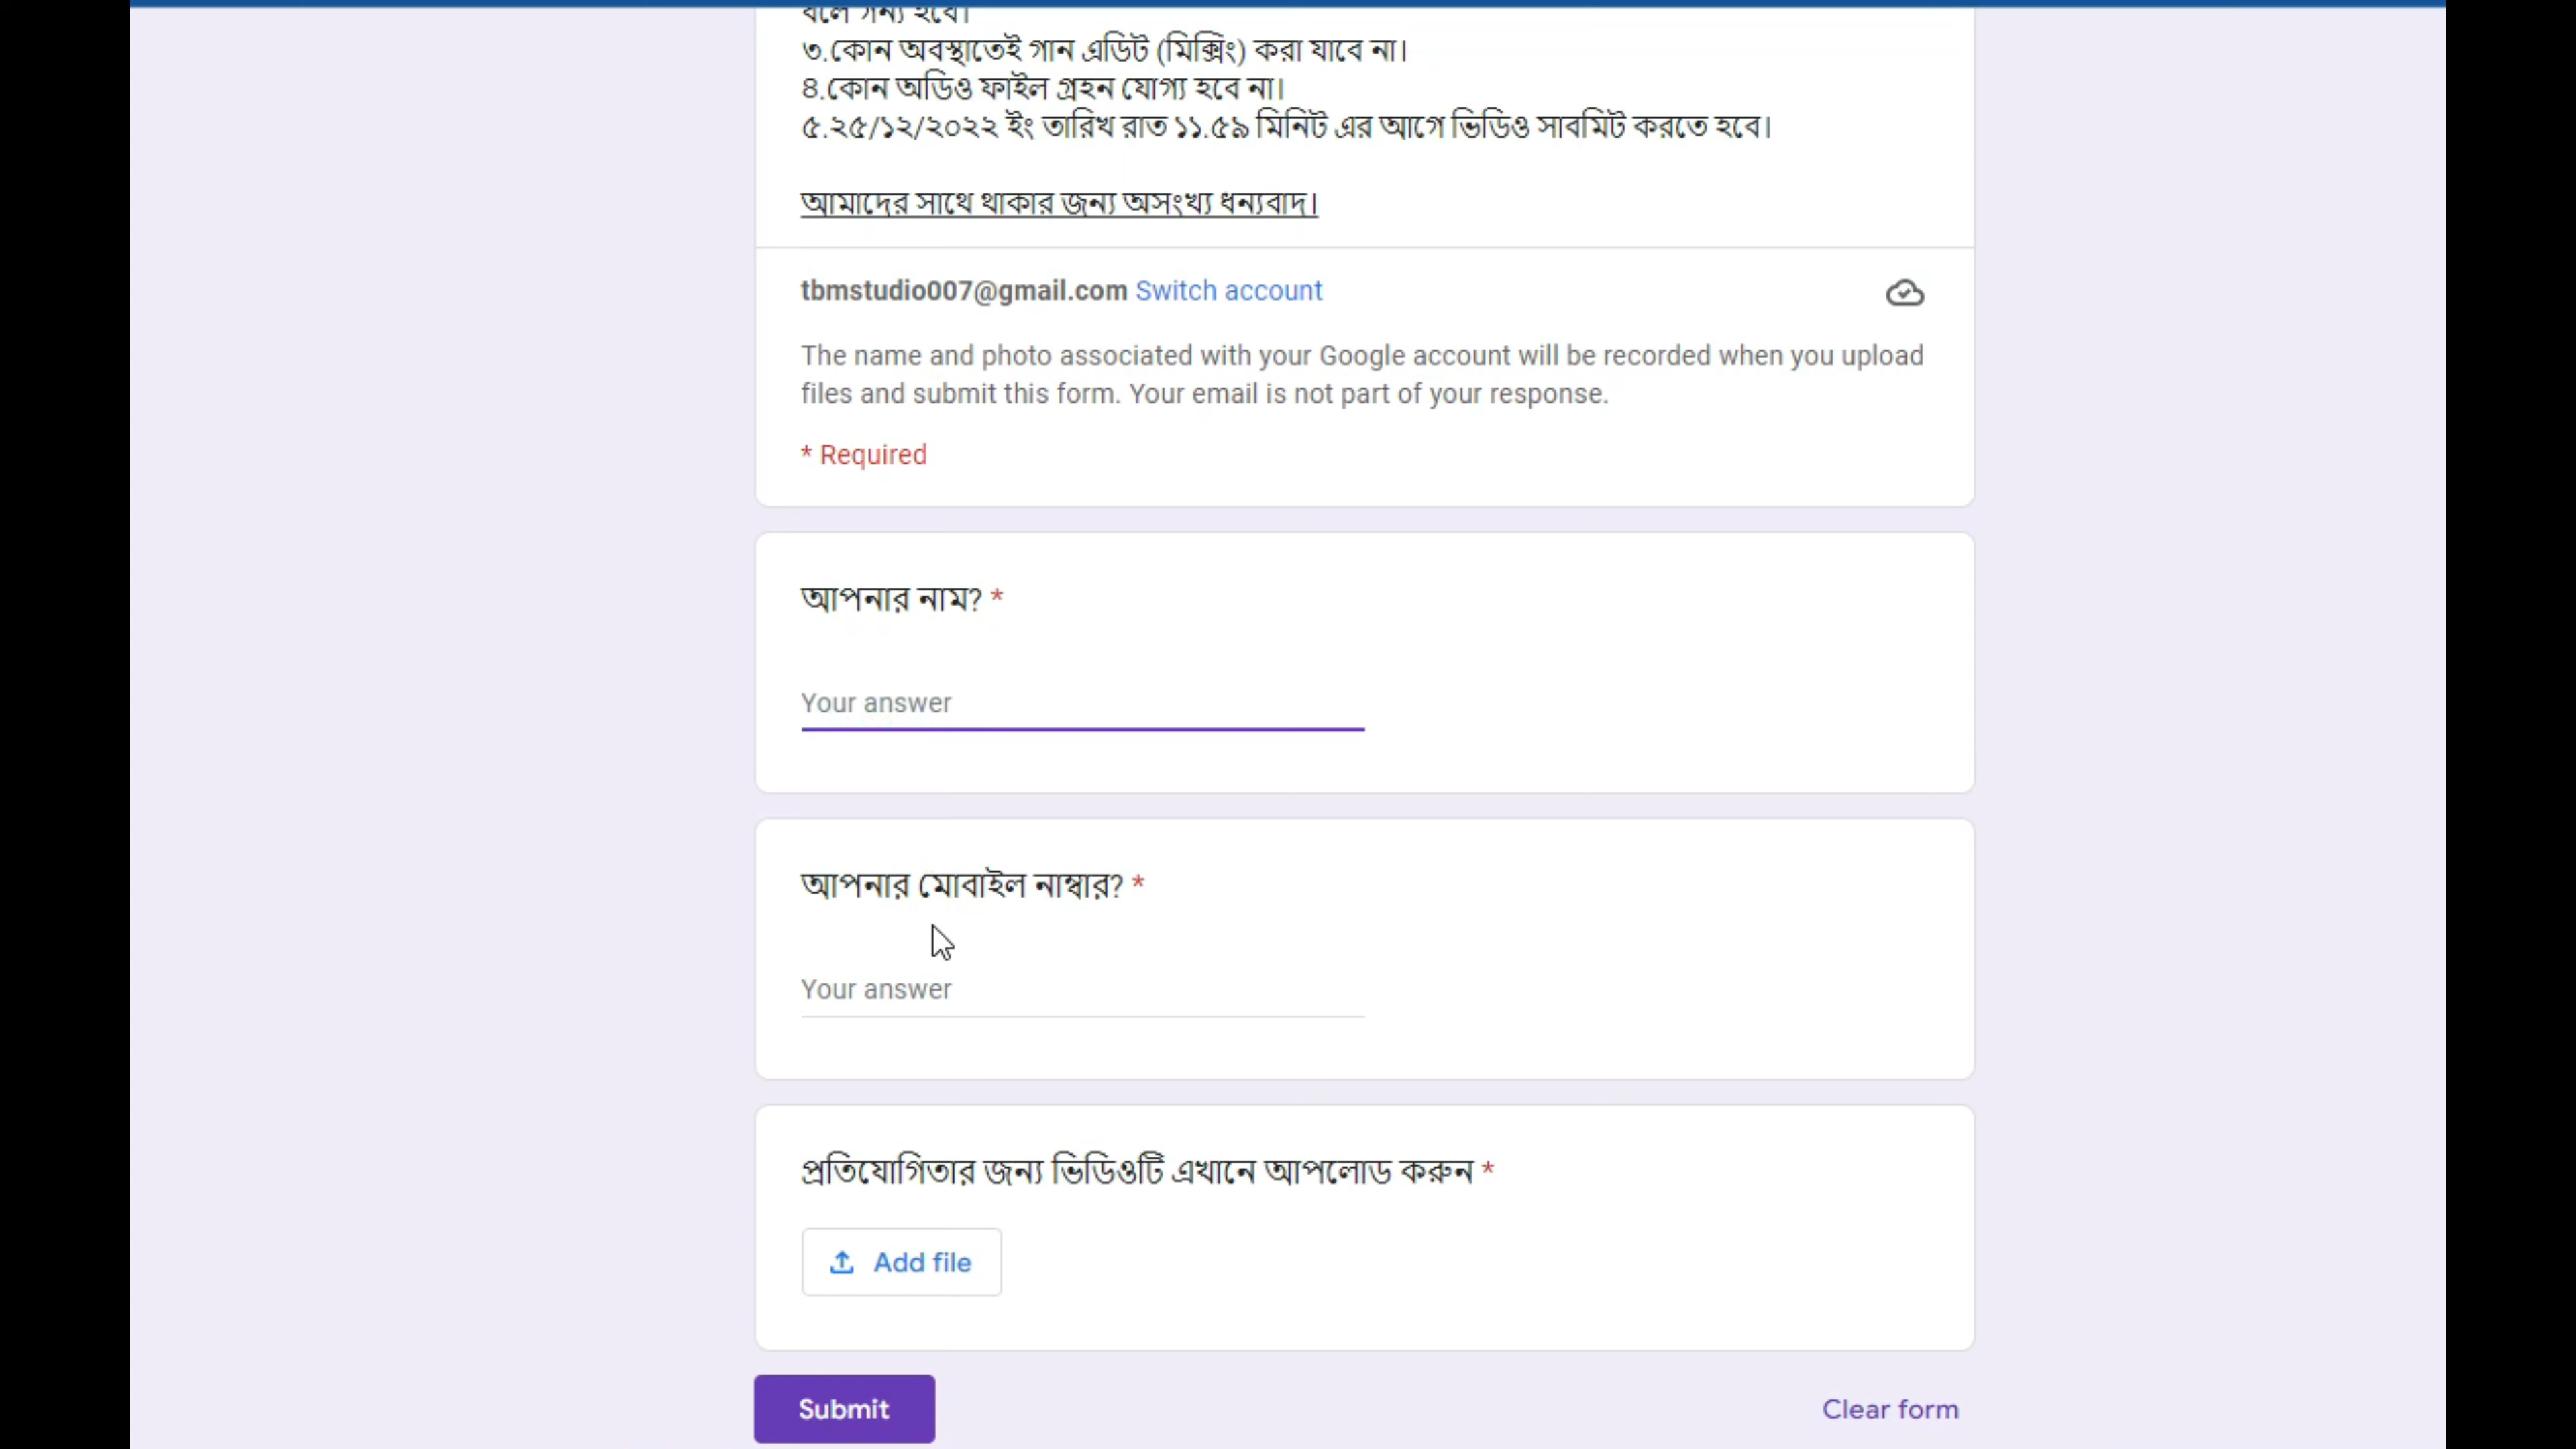 বলে গন্য হবে।
৩.কোন অবস্থাতেই গান এডিট (মিক্সিং) করা যাবে না।
৪.কোন অডিও ফাইল গ্রহন যোগ্য হবে না।
৫.২৫/১২/২০২২ ইং তারিখ রাত ১১.৫৯ মিনিট এর আগে ভিডিও সাবমিট করতে হবে।
আমাদের সাথে থাকার জন্য অসংখ্য ধন্যবাদ।
tbmstudio007@gmail.com Switch account
The name and photo associated with your Google account will be recorded when you upload
files and submit this form. Your email is not part of your response.
* Required
আপনার নাম? *
Your answer
আপনার মোবাইল নাম্বার? *
Your answer
প্রতিযোগিতার জন্য ভিডিওটি এখানে আপলোড করুন *
Add file
Submit
Clear form